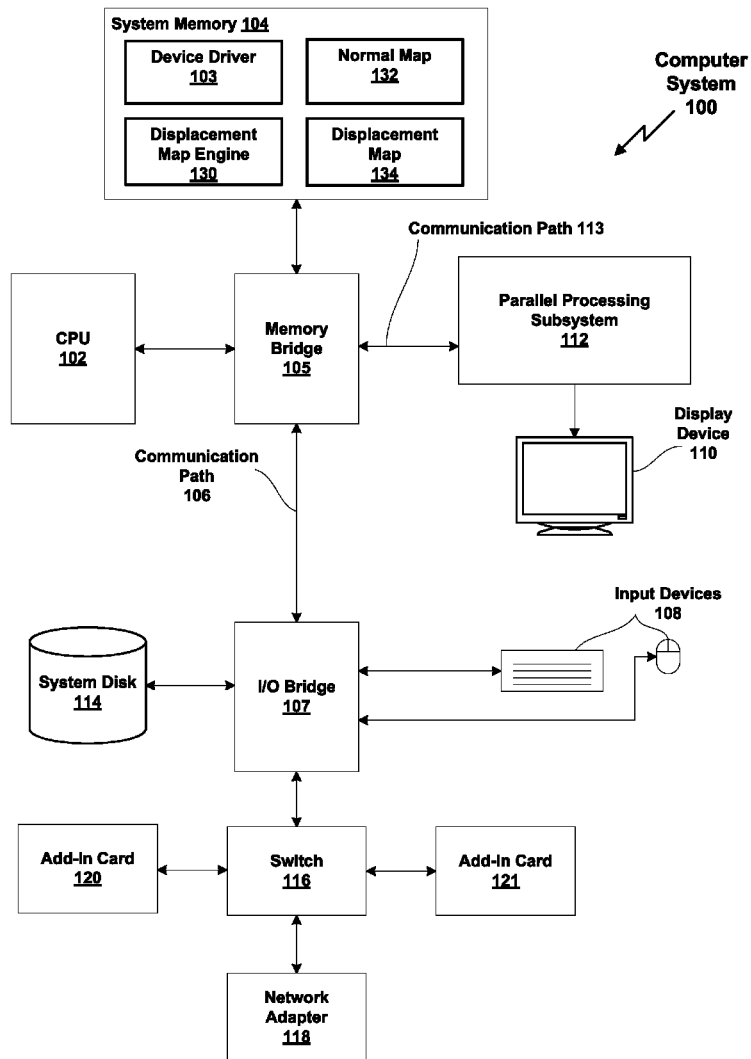 System Memory 104
Device Driver
103
Normal Map
132
Displacement
Map Engine
130
Displacement
Map
134
Computer
System
100
Communication Path 113
CPU
102
Memory
Bridge
105
Parallel Processing
Subsystem
112
Display
Device
110
Communication
Path
106
Input Devices
108
System Disk
114
I/O Bridge
107
Add-In Card
120
Switch
116
Add-In Card
121
Network
Adapter
118